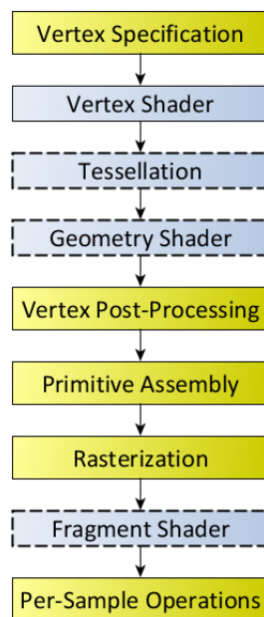 Vertex Specification
Vertex Shader
Tessellation
Geometry Shader
Vertex Post-Processing
Primitive Assembly
Rasterization
Fragment Shader
Per-Sample Operations